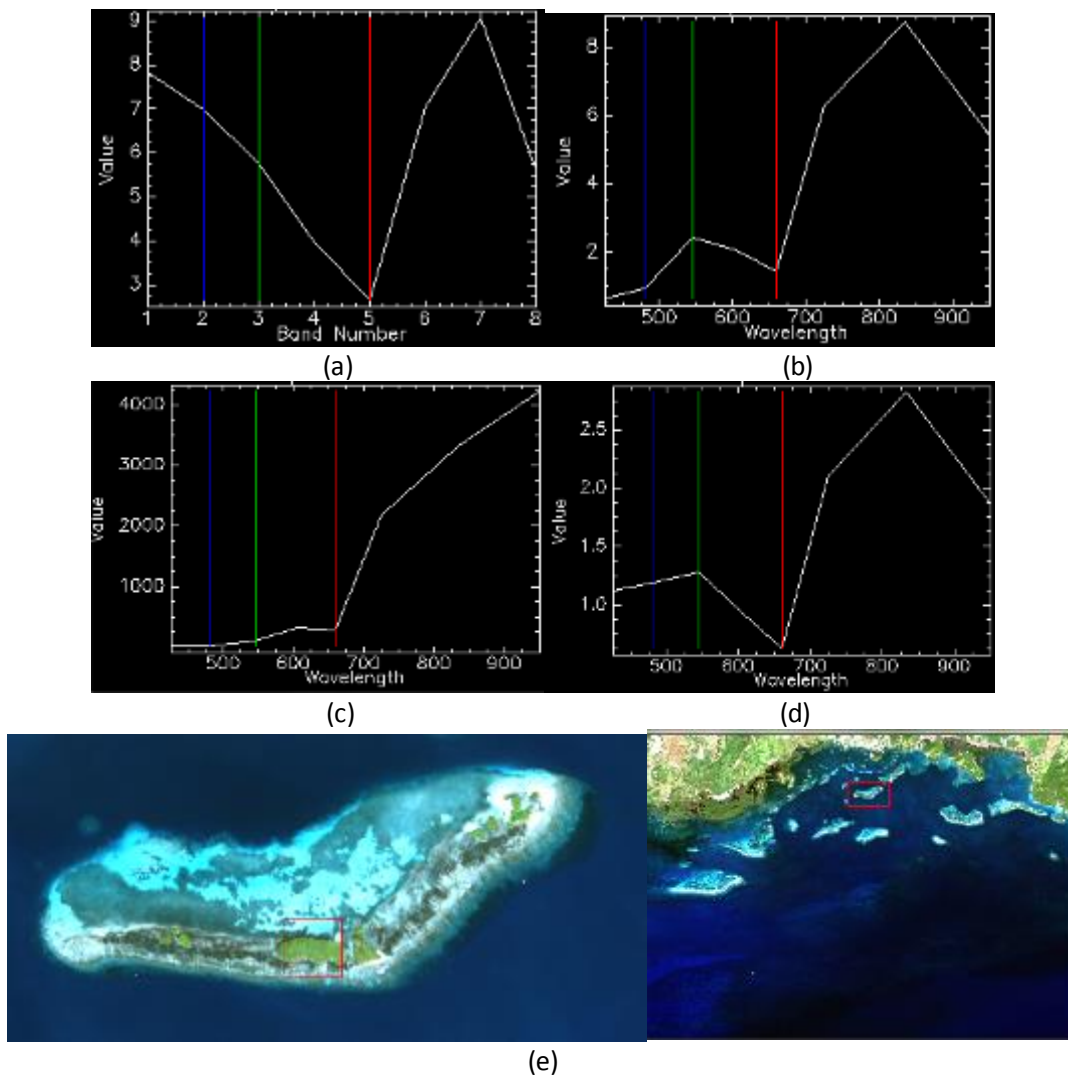 9
8
7
6
5
4
3
Value
1 2 3 4 5 6 7 8
Band Number
(a)
8
6
4
2
Value
500 600 700 800 900
Wavelength
(b)
4000
3000
2000
1000
Value
500 600 700 800 900
Wavelength
(c)
2.5
2.0
1.5
1.0
Value
500 600 700 800 900
Wavelength
(d)
(e)